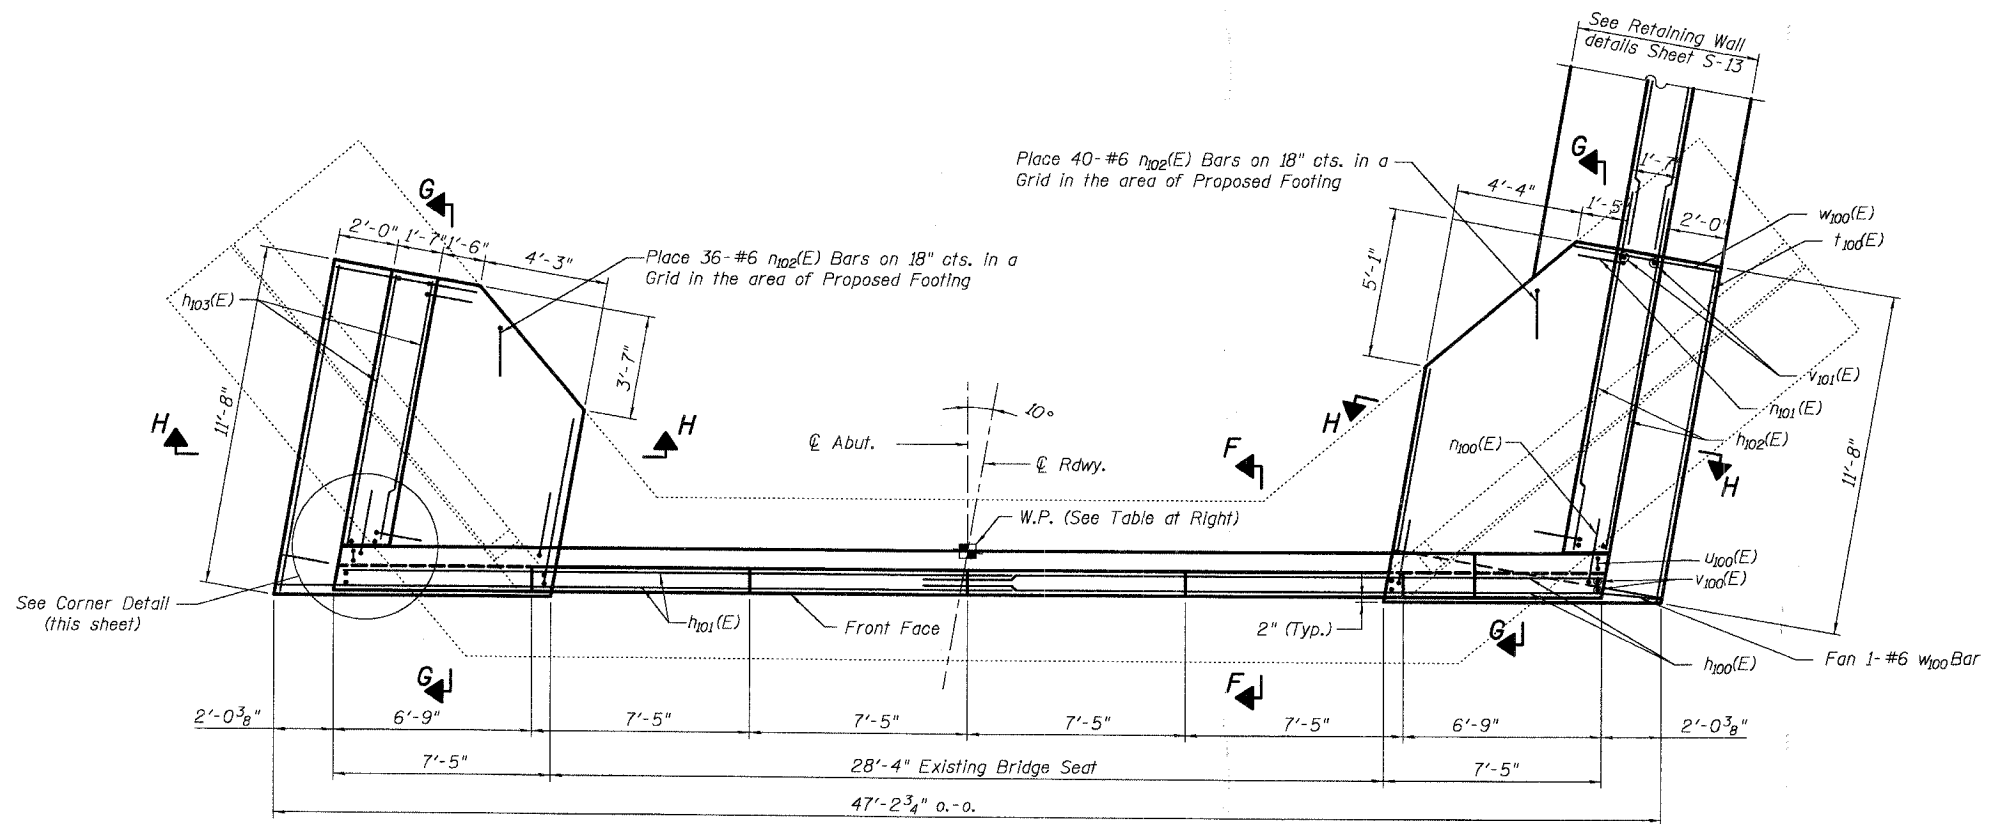 See Retaining Wall
details Sheet S-13
Place 40-#6 n102(E) Bars on 18" cts. in a
Grid in the area of Proposed Footing
G
1'-7"
4'-4"
1'-5"
2'-0"
w100(E)
t100(E)
5'-1"
G
2'-0"
1'-7"
1'-6"
4'-3"
Place 36-#6 n102(E) Bars on 18" cts. in a
Grid in the area of Proposed Footing
h103(E)
3'-7"
11'-8"
v101(E)
n101(E)
h102(E)
n100(E)
11'-8"
H
H
H
H
10°
℄ Abut.
℄ Rdwy.
F
W.P. (See Table at Right)
u100(E)
v100(E)
See Corner Detail
(this sheet)
h101(E)
Front Face
2" (Typ.)
G
h100(E)
Fan 1-#6 w100 Bar
G
F
2'-0 3/8"
6'-9"
7'-5"
7'-5"
7'-5"
7'-5"
6'-9"
2'-0 3/8"
7'-5"
28'-4" Existing Bridge Seat
7'-5"
47'-2 3/4" o.-o.